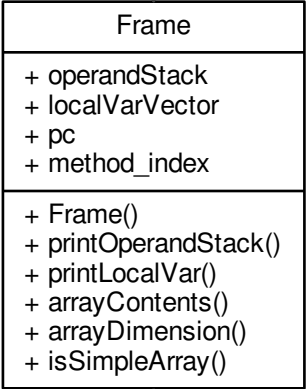 Frame
+ operandStack
+ localVarVector
+ pc
+ method_index
+ Frame()
+ printOperandStack()
+ printLocalVar()
+ arrayContents()
+ arrayDimension()
+ isSimpleArray()